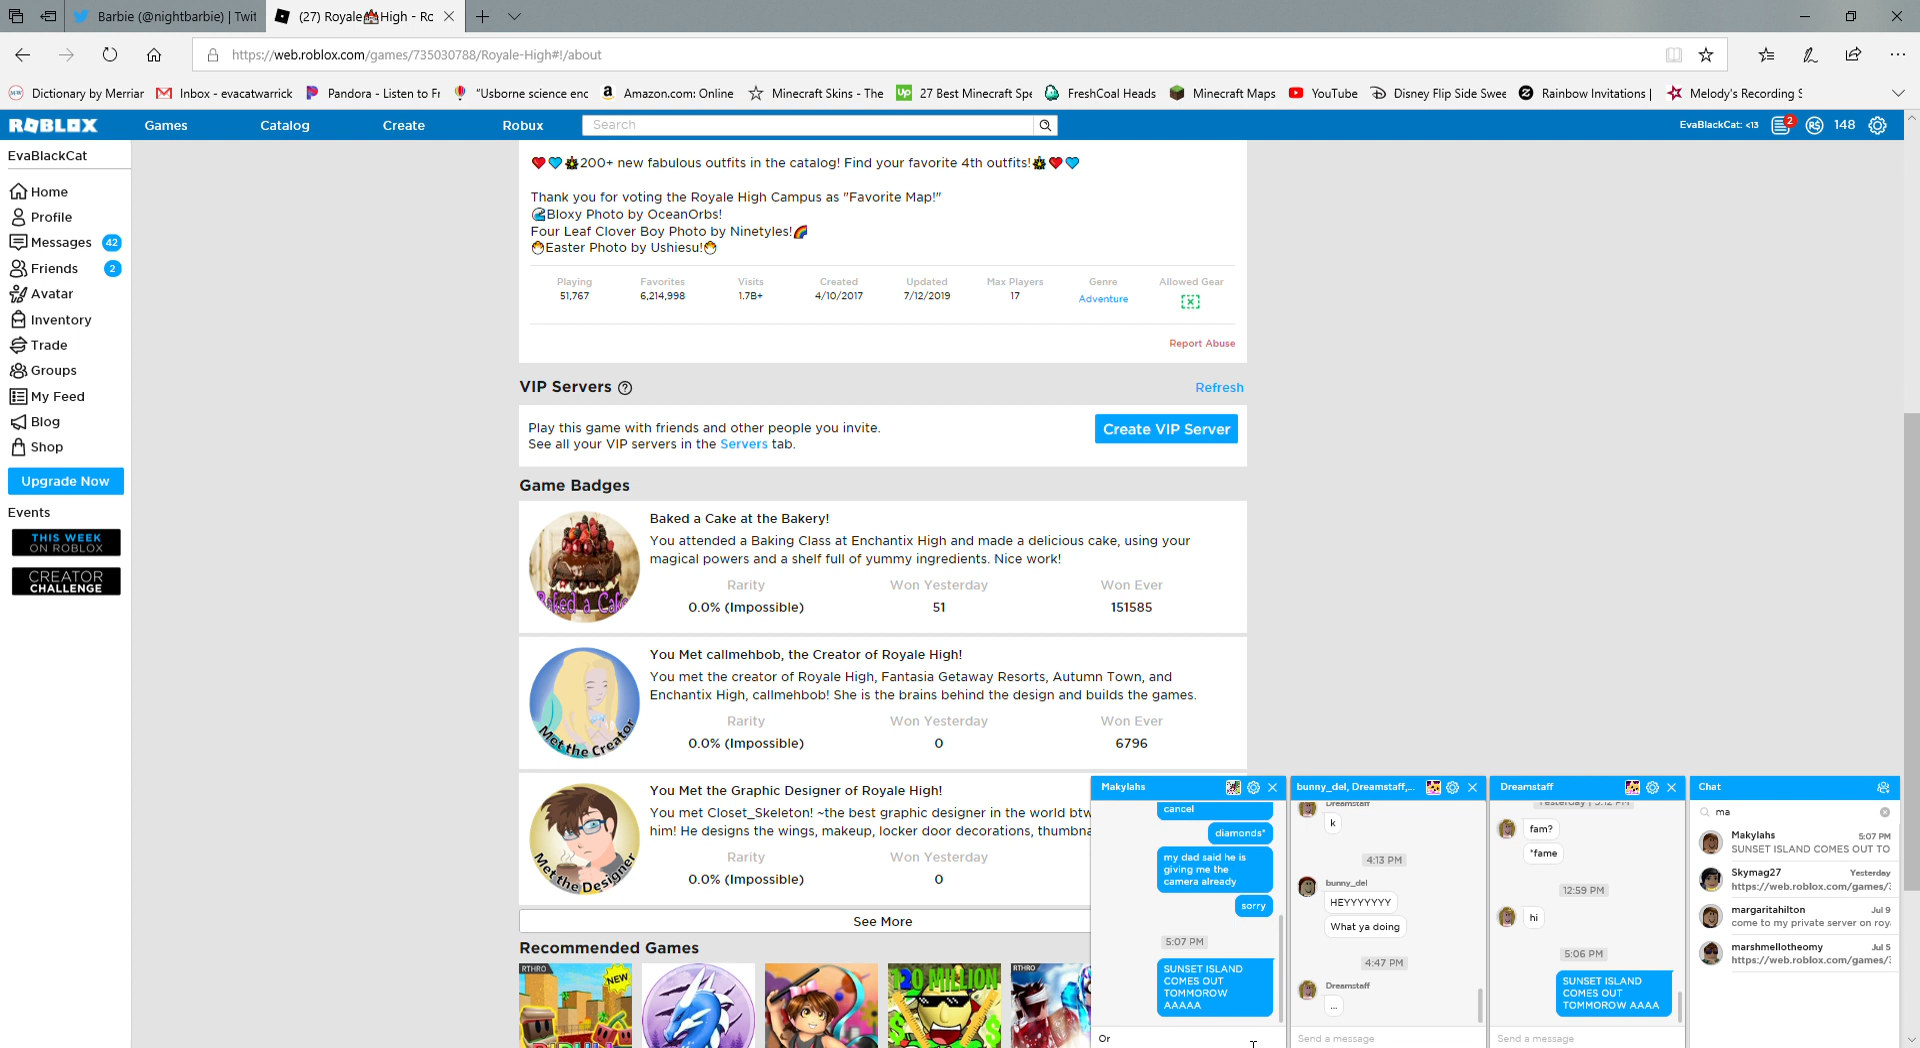 Barbie (@nightbarbie) | Twit
(27) Royale High - Ro
https://web.roblox.com/games/735030788/Royale-High#!/about
Dictionary by Merriar
Inbox - evacatwarrick
Pandora - Listen to Fr
"Usborne science enc
Amazon.com: Online
Minecraft Skins - The
27 Best Minecraft Spe
FreshCoal Heads
Minecraft Maps
YouTube
Disney Flip Side Swee
Rainbow Invitations |
Melody's Recording S
ROBLOX
Games
Catalog
Create
Robux
Search
EvaBlackCat: <13
2
R$
148
EvaBlackCat
Home
Profile
Messages 42
Friends 2
Avatar
Inventory
Trade
Groups
My Feed
Blog
Shop
Upgrade Now
Events
THIS WEEK
ON ROBLOX
CREATOR
CHALLENGE
200+ new fabulous outfits in the catalog! Find your favorite 4th outfits!
Thank you for voting the Royale High Campus as "Favorite Map!"
Bloxy Photo by OceanOrbs!
Four Leaf Clover Boy Photo by Ninetyles!
Easter Photo by Ushiesu!
Playing Favorites Visits Created Updated Max Players Genre Allowed Gear
51,767 6,214,998 1.7B+ 4/10/2017 7/12/2019 17 Adventure
Report Abuse
VIP Servers
Refresh
Play this game with friends and other people you invite.
See all your VIP servers in the Servers tab.
Create VIP Server
Game Badges
Baked a Cake
Baked a Cake at the Bakery!
You attended a Baking Class at Enchantix High and made a delicious cake, using your
magical powers and a shelf full of yummy ingredients. Nice work!
Rarity Won Yesterday Won Ever
0.0% (Impossible) 51 151585
Met the Creator
You Met callmehbob, the Creator of Royale High!
You met the creator of Royale High, Fantasia Getaway Resorts, Autumn Town, and
Enchantix High, callmehbob! She is the brains behind the design and builds the games.
Rarity Won Yesterday Won Ever
0.0% (Impossible) 0 6796
Met the Designer
You Met the Graphic Designer of Royale High!
You met Closet_Skeleton! ~the best graphic designer in the world btw
him! He designs the wings, makeup, locker door decorations, thumbna
Rarity Won Yesterday
0.0% (Impossible) 0
See More
Recommended Games
RTHRO
NEW
120 MILLION
RTHRO
Makylahs
cancel
diamonds*
my dad said he is
giving me the
camera already
sorry
5:07 PM
SUNSET ISLAND
COMES OUT
TOMMOROW
AAAAA
Or
bunny_del, Dreamstaff,...
Dreamstaff
k
4:13 PM
bunny_del
HEYYYYYYY
What ya doing
4:47 PM
Dreamstaff
...
Send a message
Dreamstaff
Yesterday | 5:12 PM
fam?
*fame
12:59 PM
hi
5:06 PM
SUNSET ISLAND
COMES OUT
TOMMOROW AAAA
Send a message
Chat
ma
Makylahs 5:07 PM
SUNSET ISLAND COMES OUT TO
Skymag27 Yesterday
https://web.roblox.com/games/
margaritahilton Jul 9
come to my private server on roy.
marshmellotheomy Jul 5
https://web.roblox.com/games/